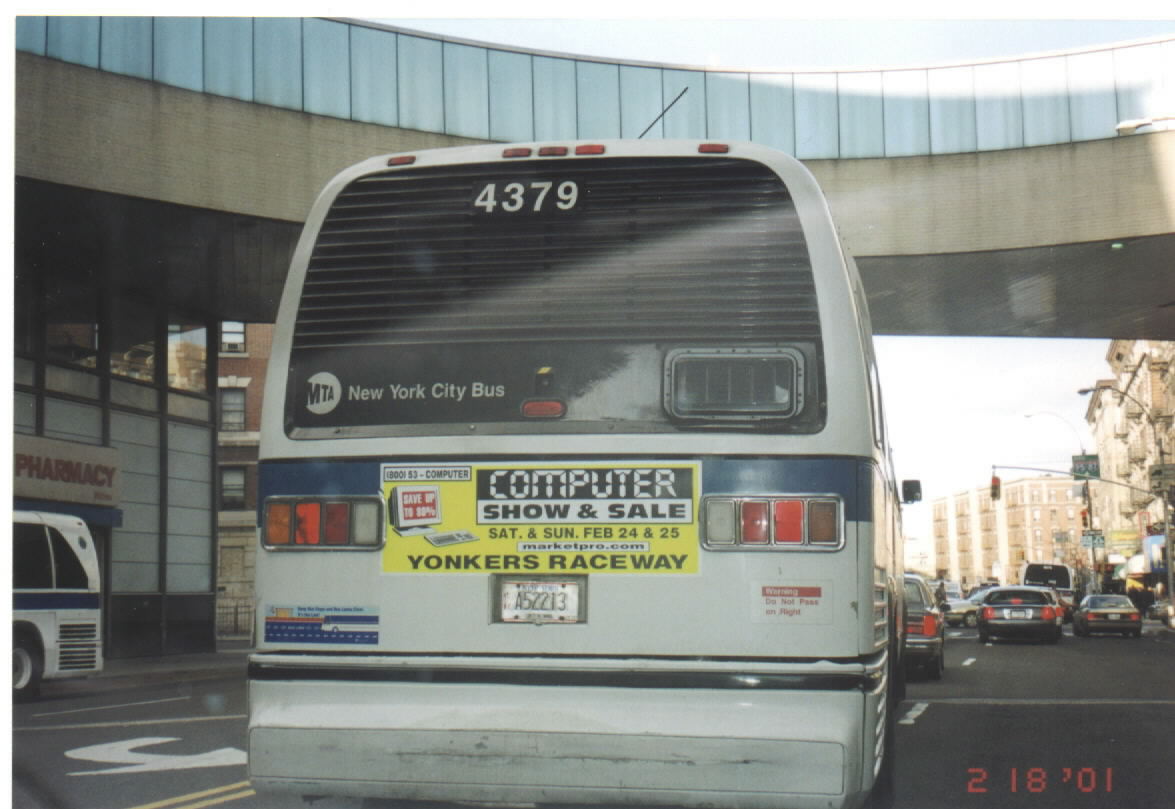 4379
MTA New York City Bus
PHARMACY
(800) 53 - COMPUTER
SAVE UP
TO 80%
COMPUTER
SHOW & SALE
SAT. & SUN. FEB 24 & 25
marketpro.com
YONKERS RACEWAY
Warning
Do Not Pass
on Right
2 18 '01